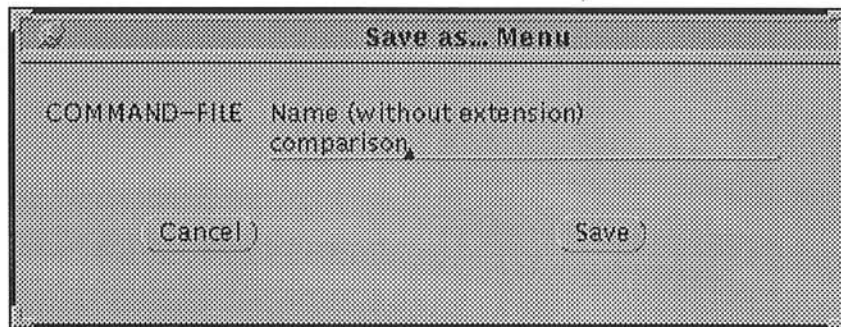 Save as... Menu
COMMAND-FILE Name (without extension)
comparison
Cancel Save